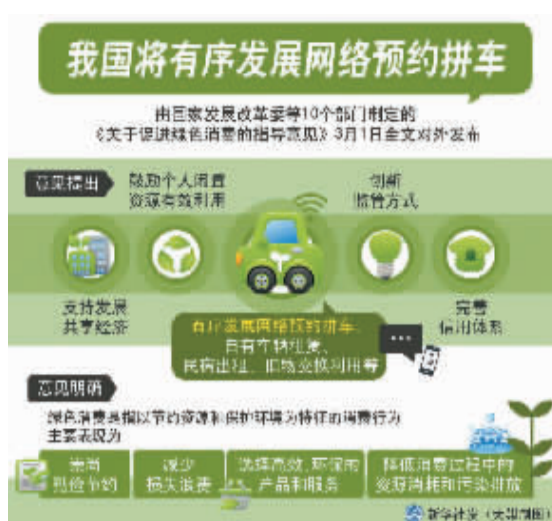 我国将有序发展网络预约拼车
由国家发展改革委等10个部门制定的
《关于促进绿色消费的指导意见》3月1日全文对外发布
意见提出
鼓励个人闲置
资源有效利用
创新
监管方式
支持发展
共享经济
完善
信用体系
有序发展网络预约拼车、
自有车辆租赁、
民宿出租、旧物交换利用等
意见明确
绿色消费是指以节约资源和保护环境为特征的消费行为
主要表现为
崇尚
勤俭节约
减少
损失浪费
选择高效、环保的
产品和服务
降低消费过程中的
资源消耗和污染排放
新华社发（大巢制图）